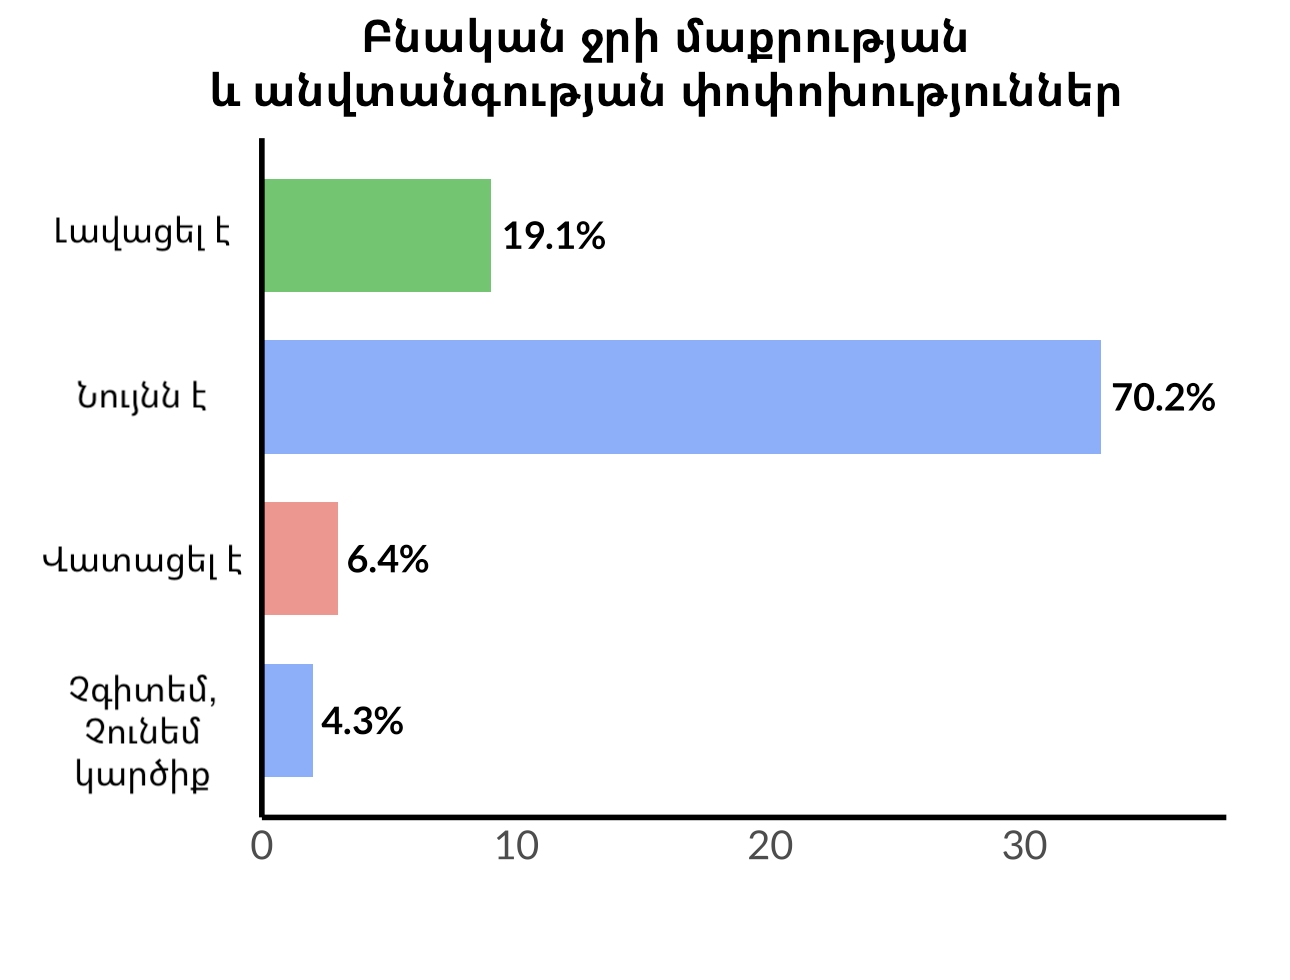 Բնական ջրի մաքրության
և անվտանգության փոփոխություններ
Լավացել է
19.1%
Նույնն է
70.2%
Վատացել է
6.4%
Չգիտեմ,
Չունեմ
կարծիք
4.3%
0 10 20 30